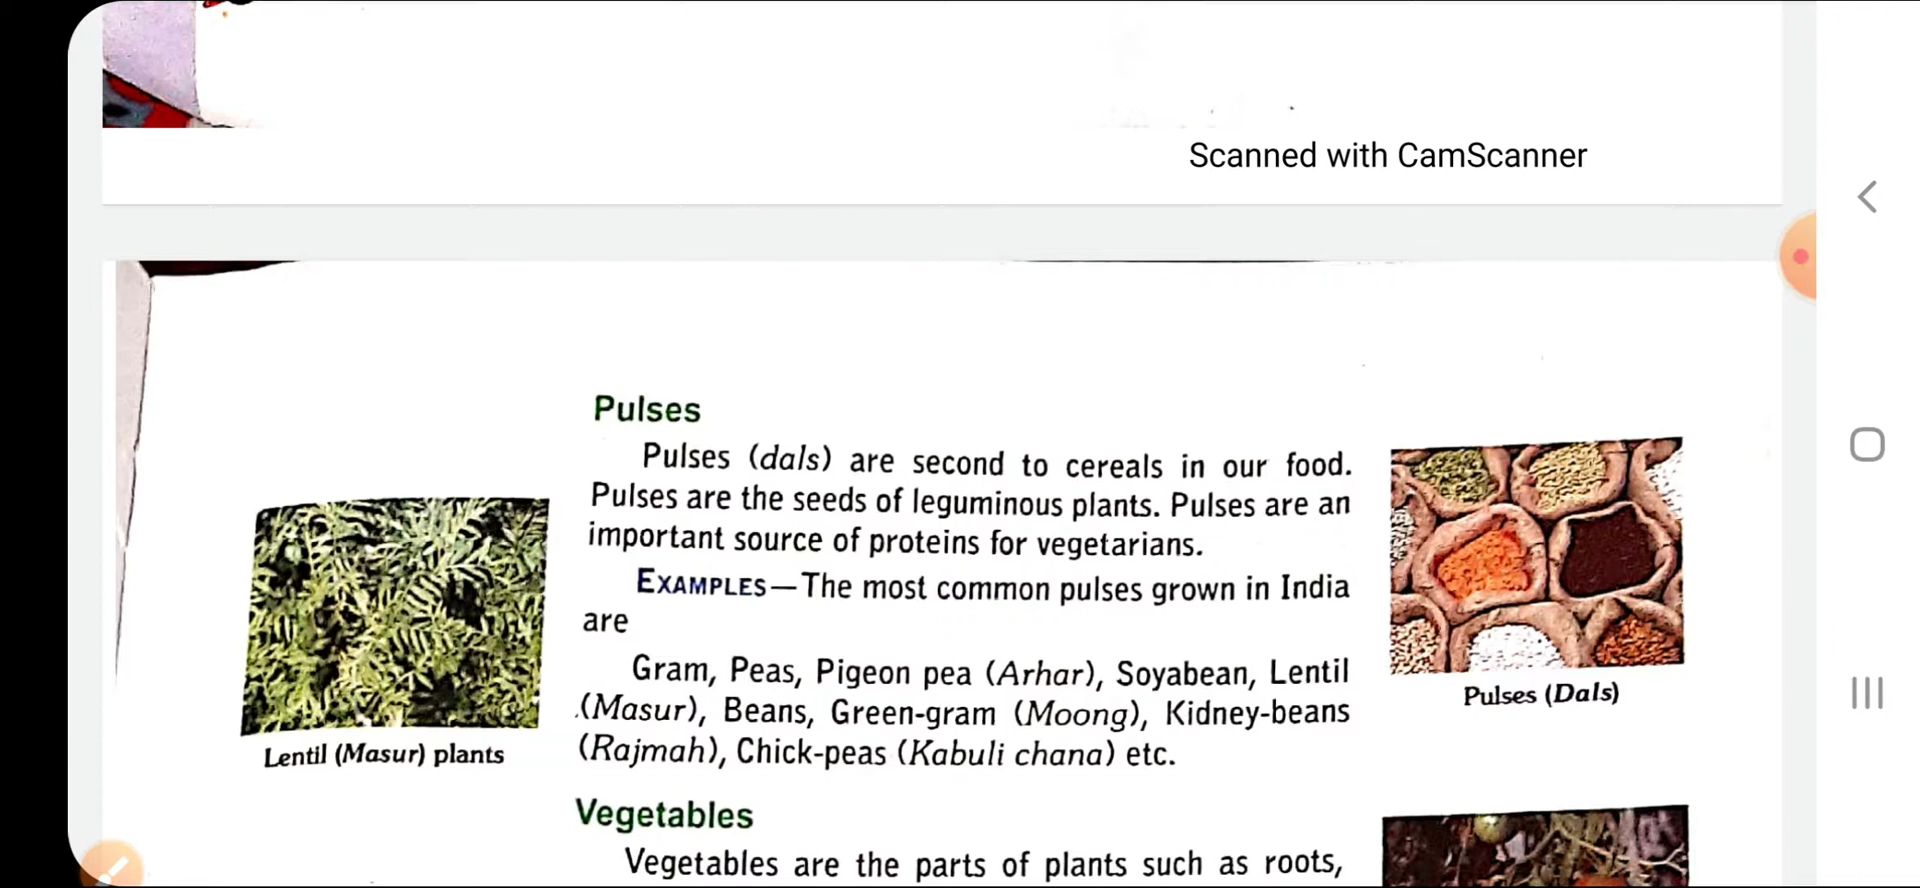 Scanned with CamScanner
Pulses
Pulses (dals) are second to cereals in our food.
Pulses are the seeds of leguminous plants. Pulses are an
important source of proteins for vegetarians.
EXAMPLES—The most common pulses grown in India
are
Gram, Peas, Pigeon pea (Arhar), Soyabean, Lentil
(Masur), Beans, Green-gram (Moong), Kidney-beans
(Rajmah), Chick-peas (Kabuli chana) etc.
Lentil (Masur) plants
Pulses (Dals)
Vegetables
Vegetables are the parts of plants such as roots,